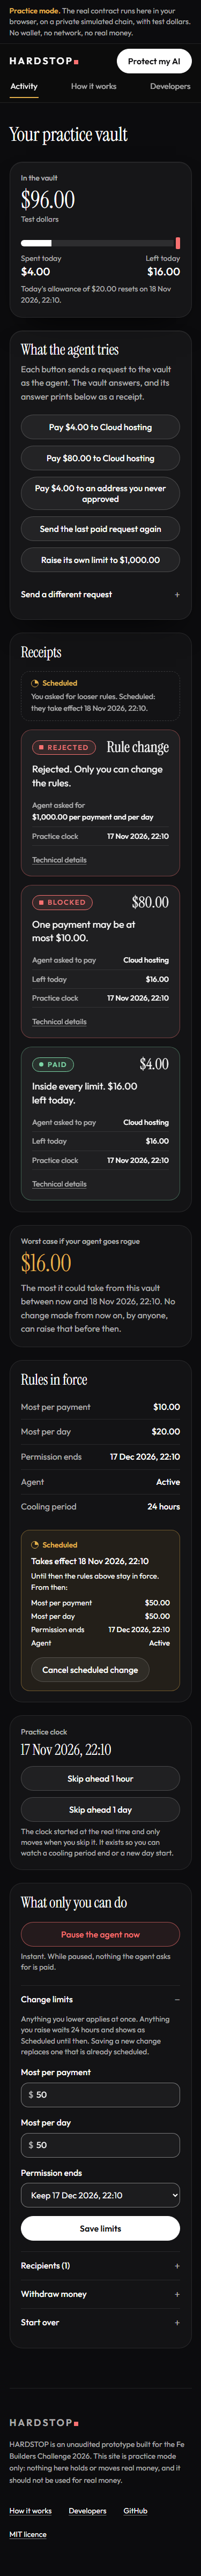 Practice mode. The real contract runs here in your
browser, on a private simulated chain, with test dollars.
No wallet, no network, no real money.
HARDSTOP
Protect my AI
Activity
How it works
Developers
Your practice vault
In the vault
$96.00
Test dollars
Spent today
Left today
$4.00
$16.00
Today's allowance of $20.00 resets on 18 Nov
2026, 22:10.
What the agent tries
Each button sends a request to the vault
as the agent. The vault answers, and its
answer prints below as a receipt.
Pay $4.00 to Cloud hosting
Pay $80.00 to Cloud hosting
Pay $4.00 to an address you never
approved
Send the last paid request again
Raise its own limit to $1,000.00
Send a different request +
Receipts
Scheduled
You asked for looser rules. Scheduled:
they take effect 18 Nov 2026, 22:10.
REJECTED
Rule change
Rejected. Only you can change
the rules.
Agent asked for
$1,000.00 per payment and per day
Practice clock 17 Nov 2026, 22:10
Technical details
BLOCKED
$80.00
One payment may be at
most $10.00.
Agent asked to pay Cloud hosting
Left today $16.00
Practice clock 17 Nov 2026, 22:10
Technical details
PAID
$4.00
Inside every limit. $16.00
left today.
Agent asked to pay Cloud hosting
Left today $16.00
Practice clock 17 Nov 2026, 22:10
Technical details
Worst case if your agent goes rogue
$16.00
The most it could take from this vault
between now and 18 Nov 2026, 22:10. No
change made from now on, by anyone,
can raise that before then.
Rules in force
Most per payment $10.00
Most per day $20.00
Permission ends 17 Dec 2026, 22:10
Agent Active
Cooling period 24 hours
Scheduled
Takes effect 18 Nov 2026, 22:10
Until then the rules above stay in force.
From then:
Most per payment $50.00
Most per day $50.00
Permission ends 17 Dec 2026, 22:10
Agent Active
Cancel scheduled change
Practice clock
17 Nov 2026, 22:10
Skip ahead 1 hour
Skip ahead 1 day
The clock started at the real time and only
moves when you skip it. It exists so you can
watch a cooling period end or a new day start.
What only you can do
Pause the agent now
Instant. While paused, nothing the agent asks
for is paid.
Change limits −
Anything you lower applies at once. Anything
you raise waits 24 hours and shows as
Scheduled until then. Saving a new change
replaces one that is already scheduled.
Most per payment
$ 50
Most per day
$ 50
Permission ends
Keep 17 Dec 2026, 22:10
Save limits
Recipients (1) +
Withdraw money +
Start over +
HARDSTOP
HARDSTOP is an unaudited prototype built for the Fe
Builders Challenge 2026. This site is practice mode
only: nothing here holds or moves real money, and it
should not be used for real money.
How it works
Developers
GitHub
MIT licence